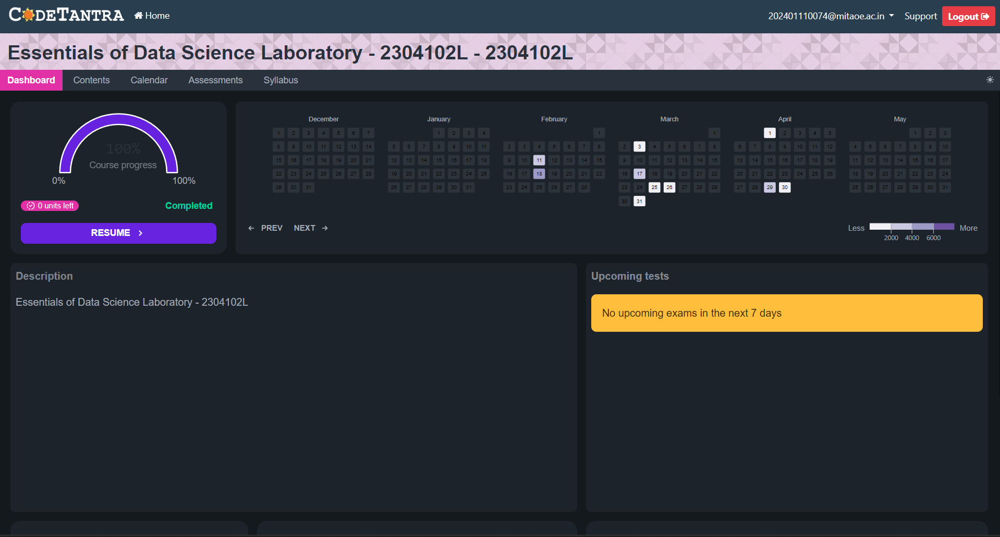 CODETANTRA Home 202401110074@mitaoe.ac.in Support Logout
Essentials of Data Science Laboratory - 2304102L - 2304102L
Dashboard Contents Calendar Assessments Syllabus
100%
Course progress
0% 100%
0 units left Completed
RESUME
December January February March April May
1 2 3 4 5 6 7 1 2 3 4 1 1 1 2 3 4 5 1 2 3
8 9 10 11 12 13 14 5 6 7 8 9 10 11 2 3 4 5 6 7 8 2 3 4 5 6 7 8 6 7 8 9 10 11 12 4 5 6 7 8 9 10
15 16 17 18 19 20 21 12 13 14 15 16 17 18 9 10 11 12 13 14 15 9 10 11 12 13 14 15 13 14 15 16 17 18 19 11 12 13 14 15 16 17
22 23 24 25 26 27 28 19 20 21 22 23 24 25 16 17 18 19 20 21 22 16 17 18 19 20 21 22 20 21 22 23 24 25 26 18 19 20 21 22 23 24
29 30 31 26 27 28 29 30 31 23 24 25 26 27 28 23 24 25 26 27 28 29 27 28 29 30 25 26 27 28 29 30 31
30 31
PREV NEXT
Less More
2000 4000 6000
Description
Essentials of Data Science Laboratory - 2304102L
Upcoming tests
No upcoming exams in the next 7 days